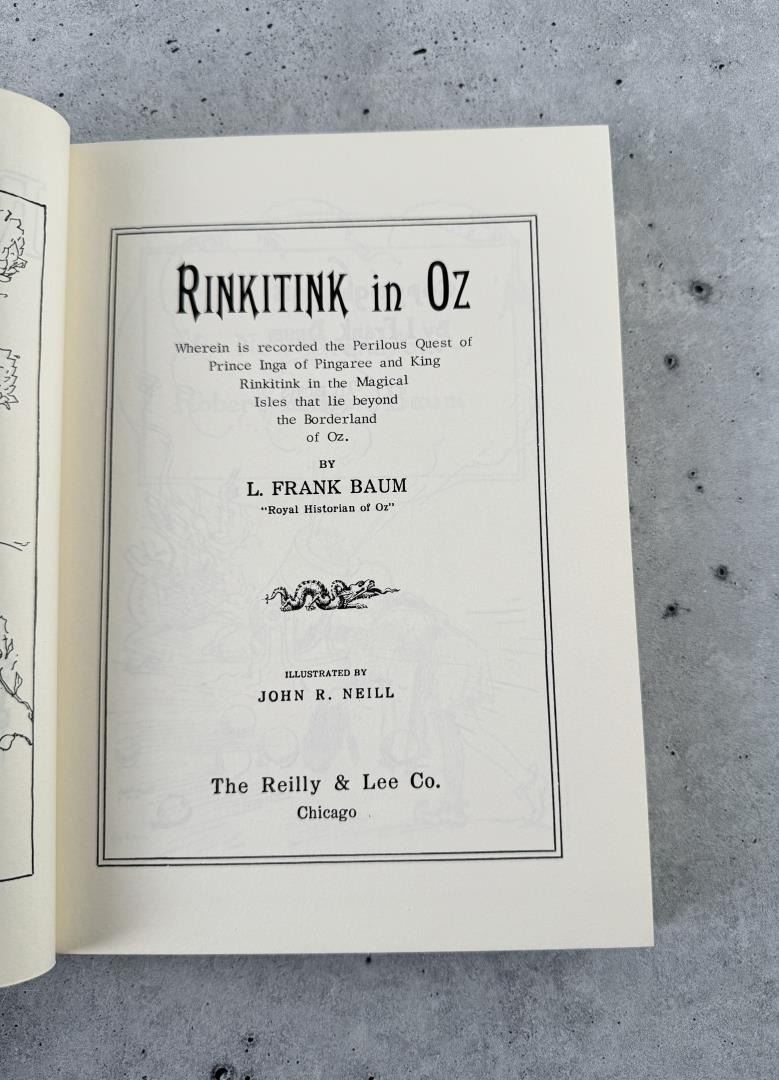 RINKITINK in OZ
Wherein is recorded the Perilous Quest of
Prince Inga of Pingaree and King
Rinkitink in the Magical
Isles that lie beyond
the Borderland
of Oz.
BY
L. FRANK BAUM
"Royal Historian of Oz"
ILLUSTRATED BY
JOHN R. NEILL
The Reilly & Lee Co.
Chicago